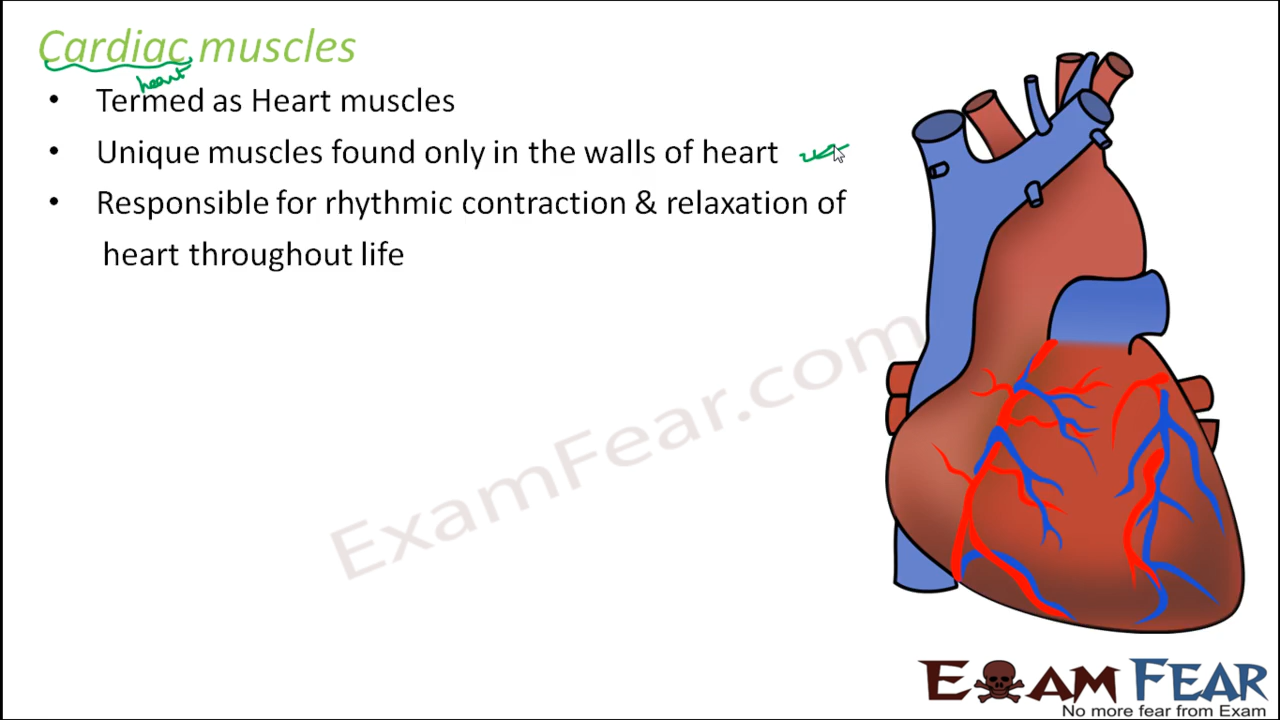 Cardiac muscles
heart
• Termed as Heart muscles
• Unique muscles found only in the walls of heart
• Responsible for rhythmic contraction & relaxation of
heart throughout life
ExamFear.com
EXAM FEAR
No more fear from Exam